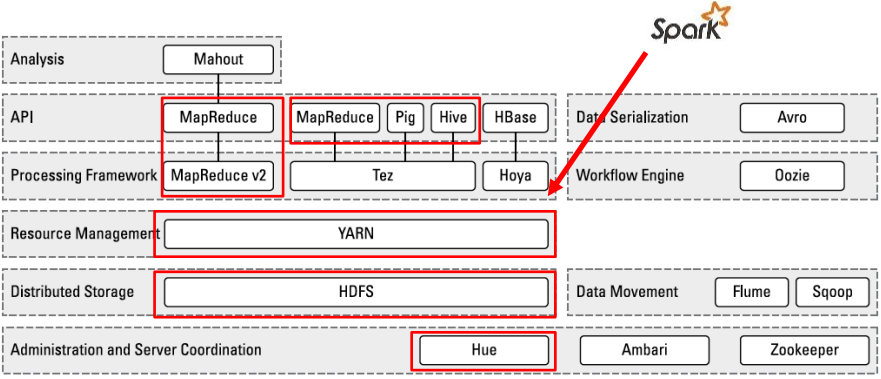 Spark
Analysis Mahout
API MapReduce MapReduce Pig Hive HBase Data Serialization Avro
Processing Framework MapReduce v2 Tez Hoya Workflow Engine Oozie
Resource Management YARN
Distributed Storage HDFS Data Movement Flume Sqoop
Administration and Server Coordination Hue Ambari Zookeeper